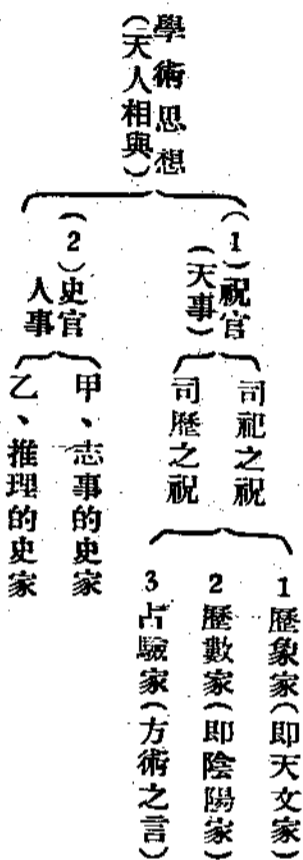 學術思想
（天人相與）
（1）祝官
（天事）
司祀之祝
司歷之祝
1歷象家（即天文家）
2歷數家（即陰陽家）
3占驗家（方術之言）
（2）史官
人事
甲、志事的史家
乙、推理的史家